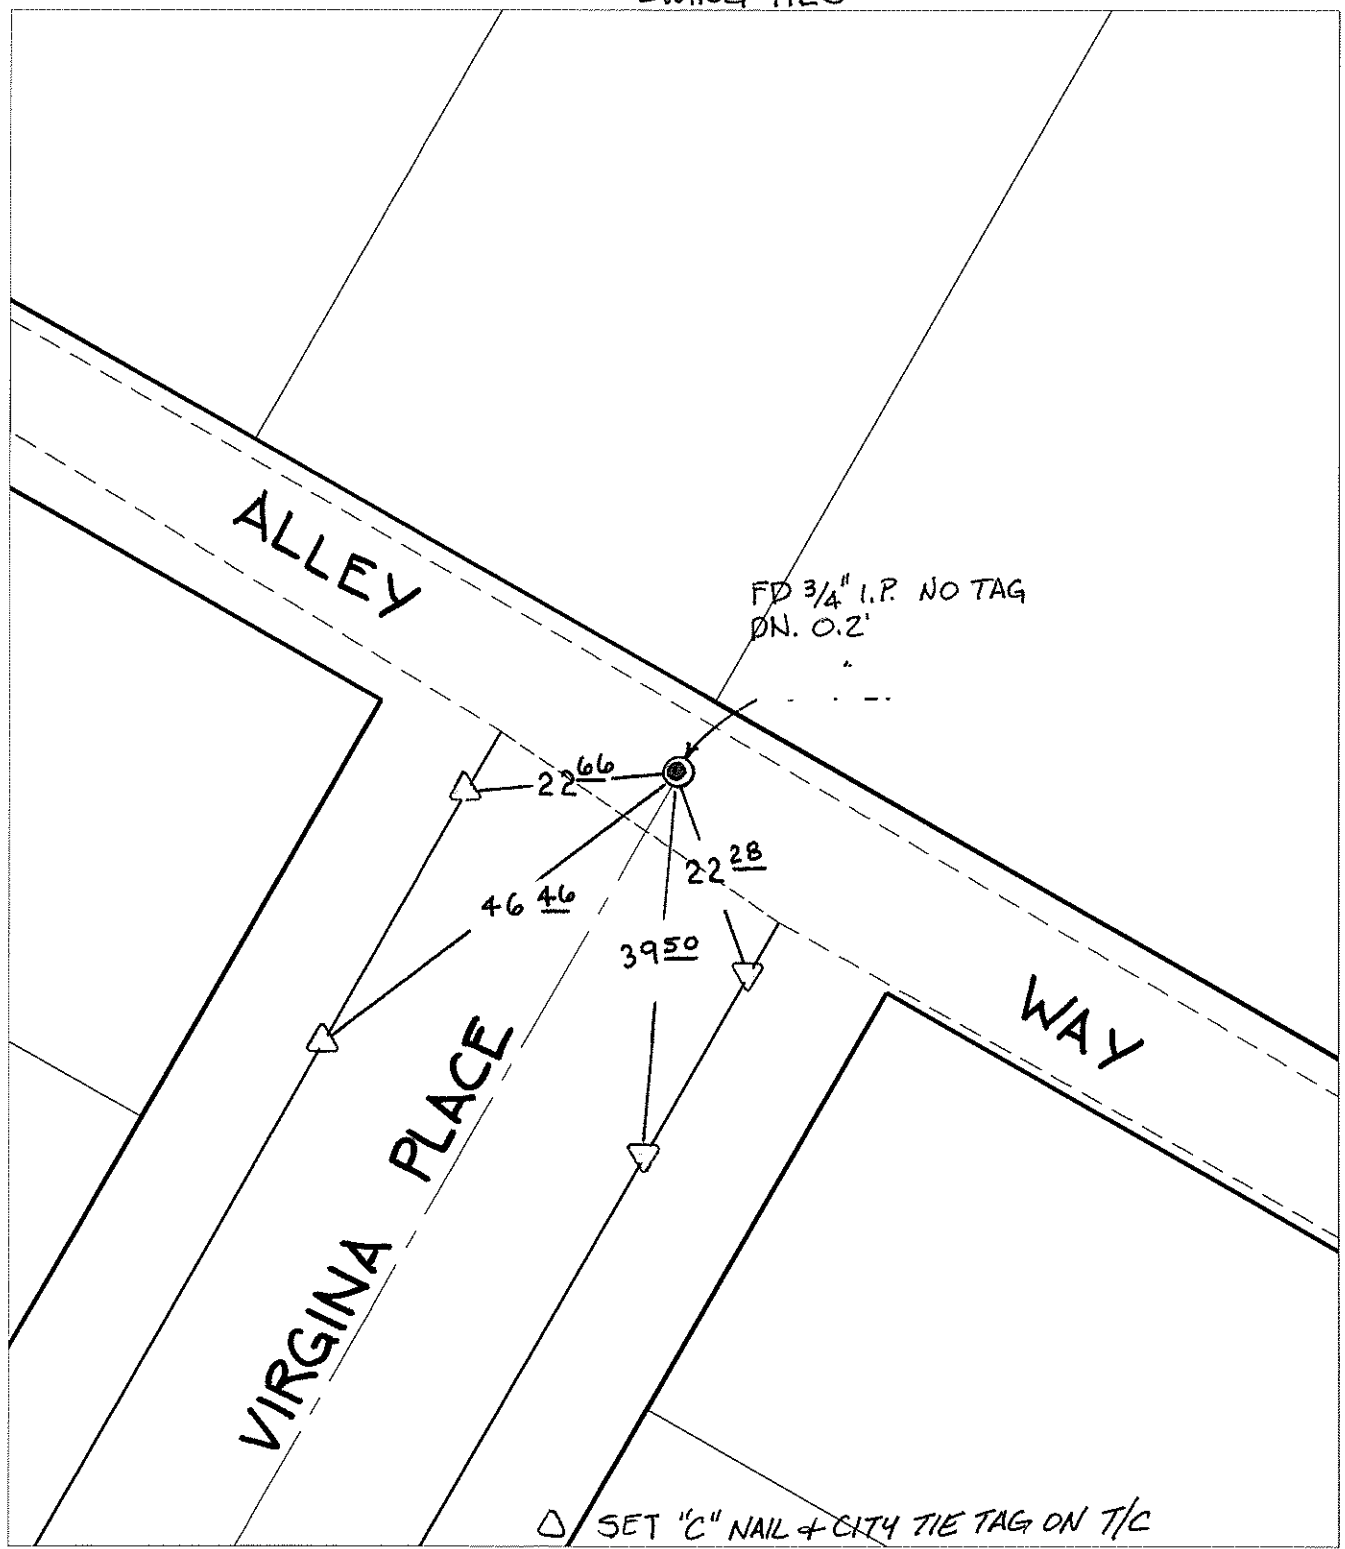 ALLEY
FD 3/4" I.P. NO TAG
DN. 0.2'
22 66
22 28
46 46
39 50
WAY
VIRGINA PLACE
SET "C" NAIL & CITY TIE TAG ON T/C